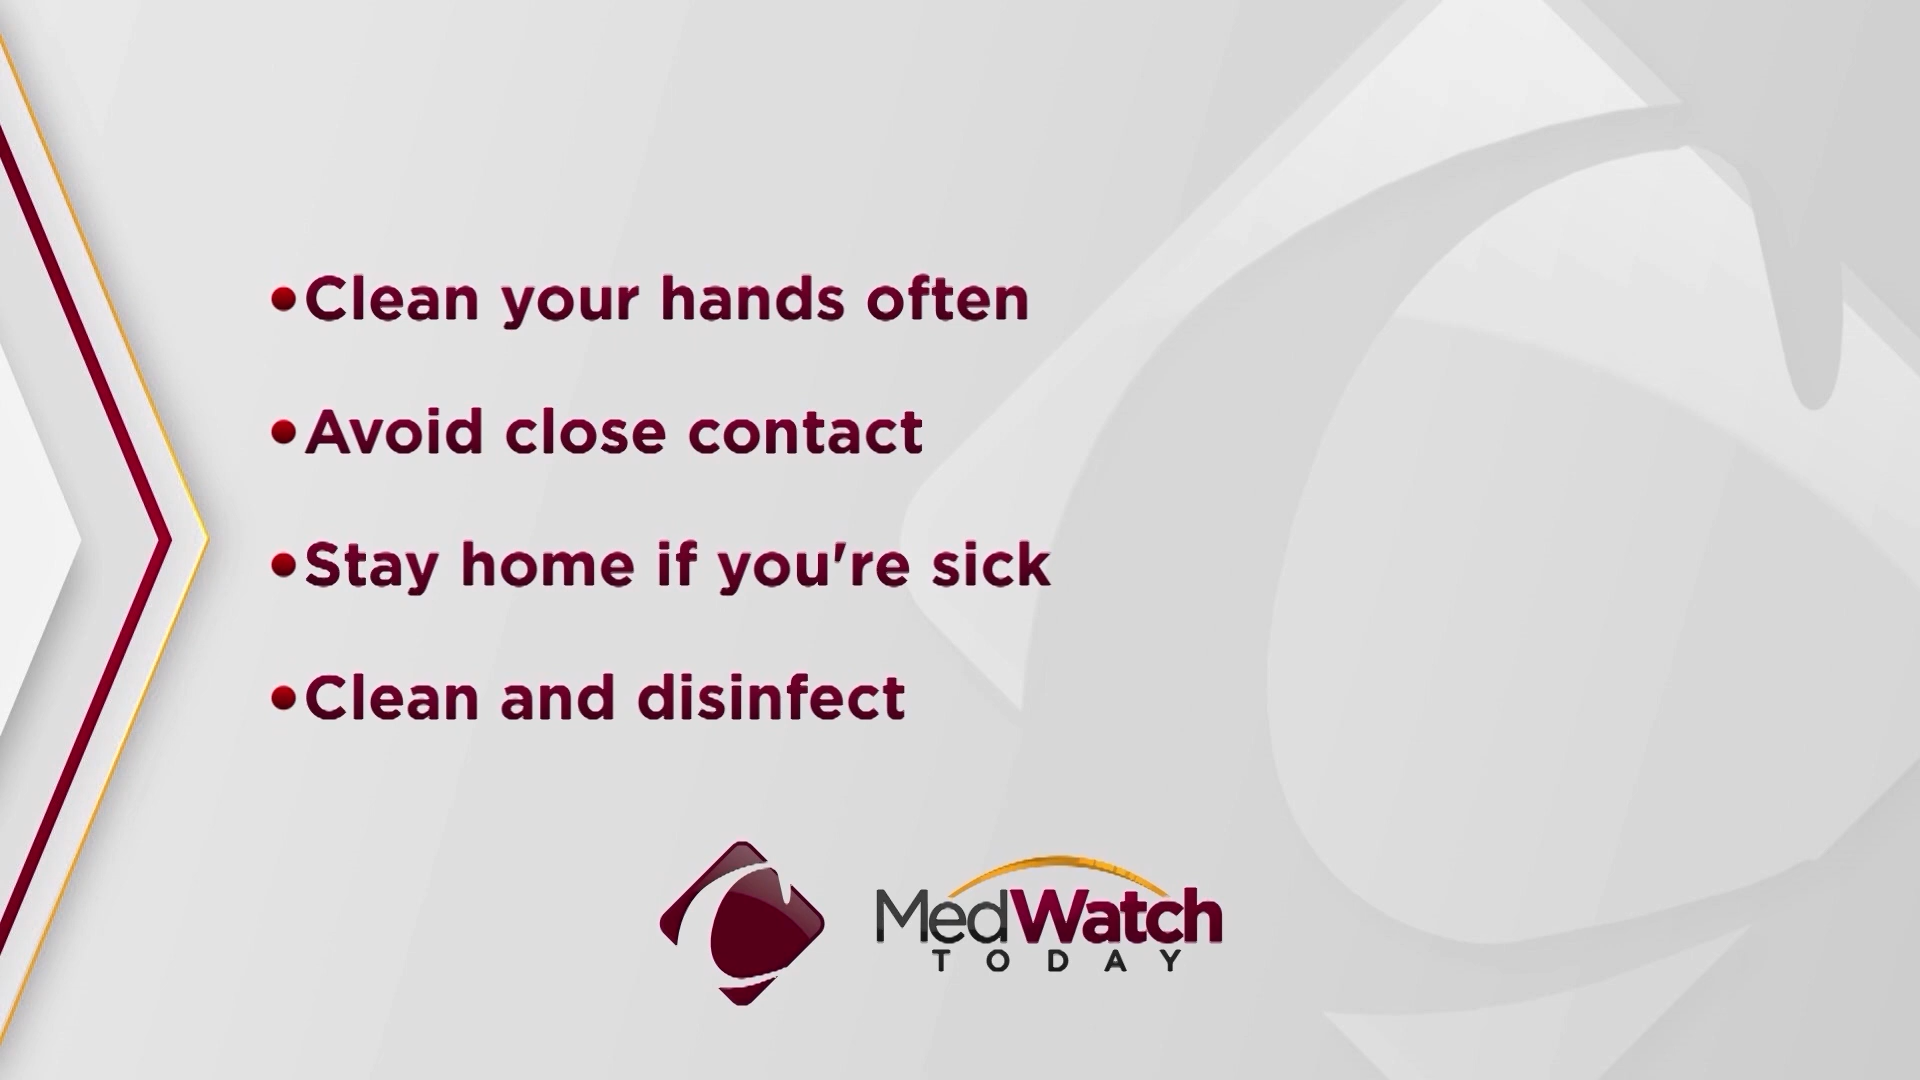 •Clean your hands often
•Avoid close contact
•Stay home if you're sick
•Clean and disinfect
MedWatch
TODAY